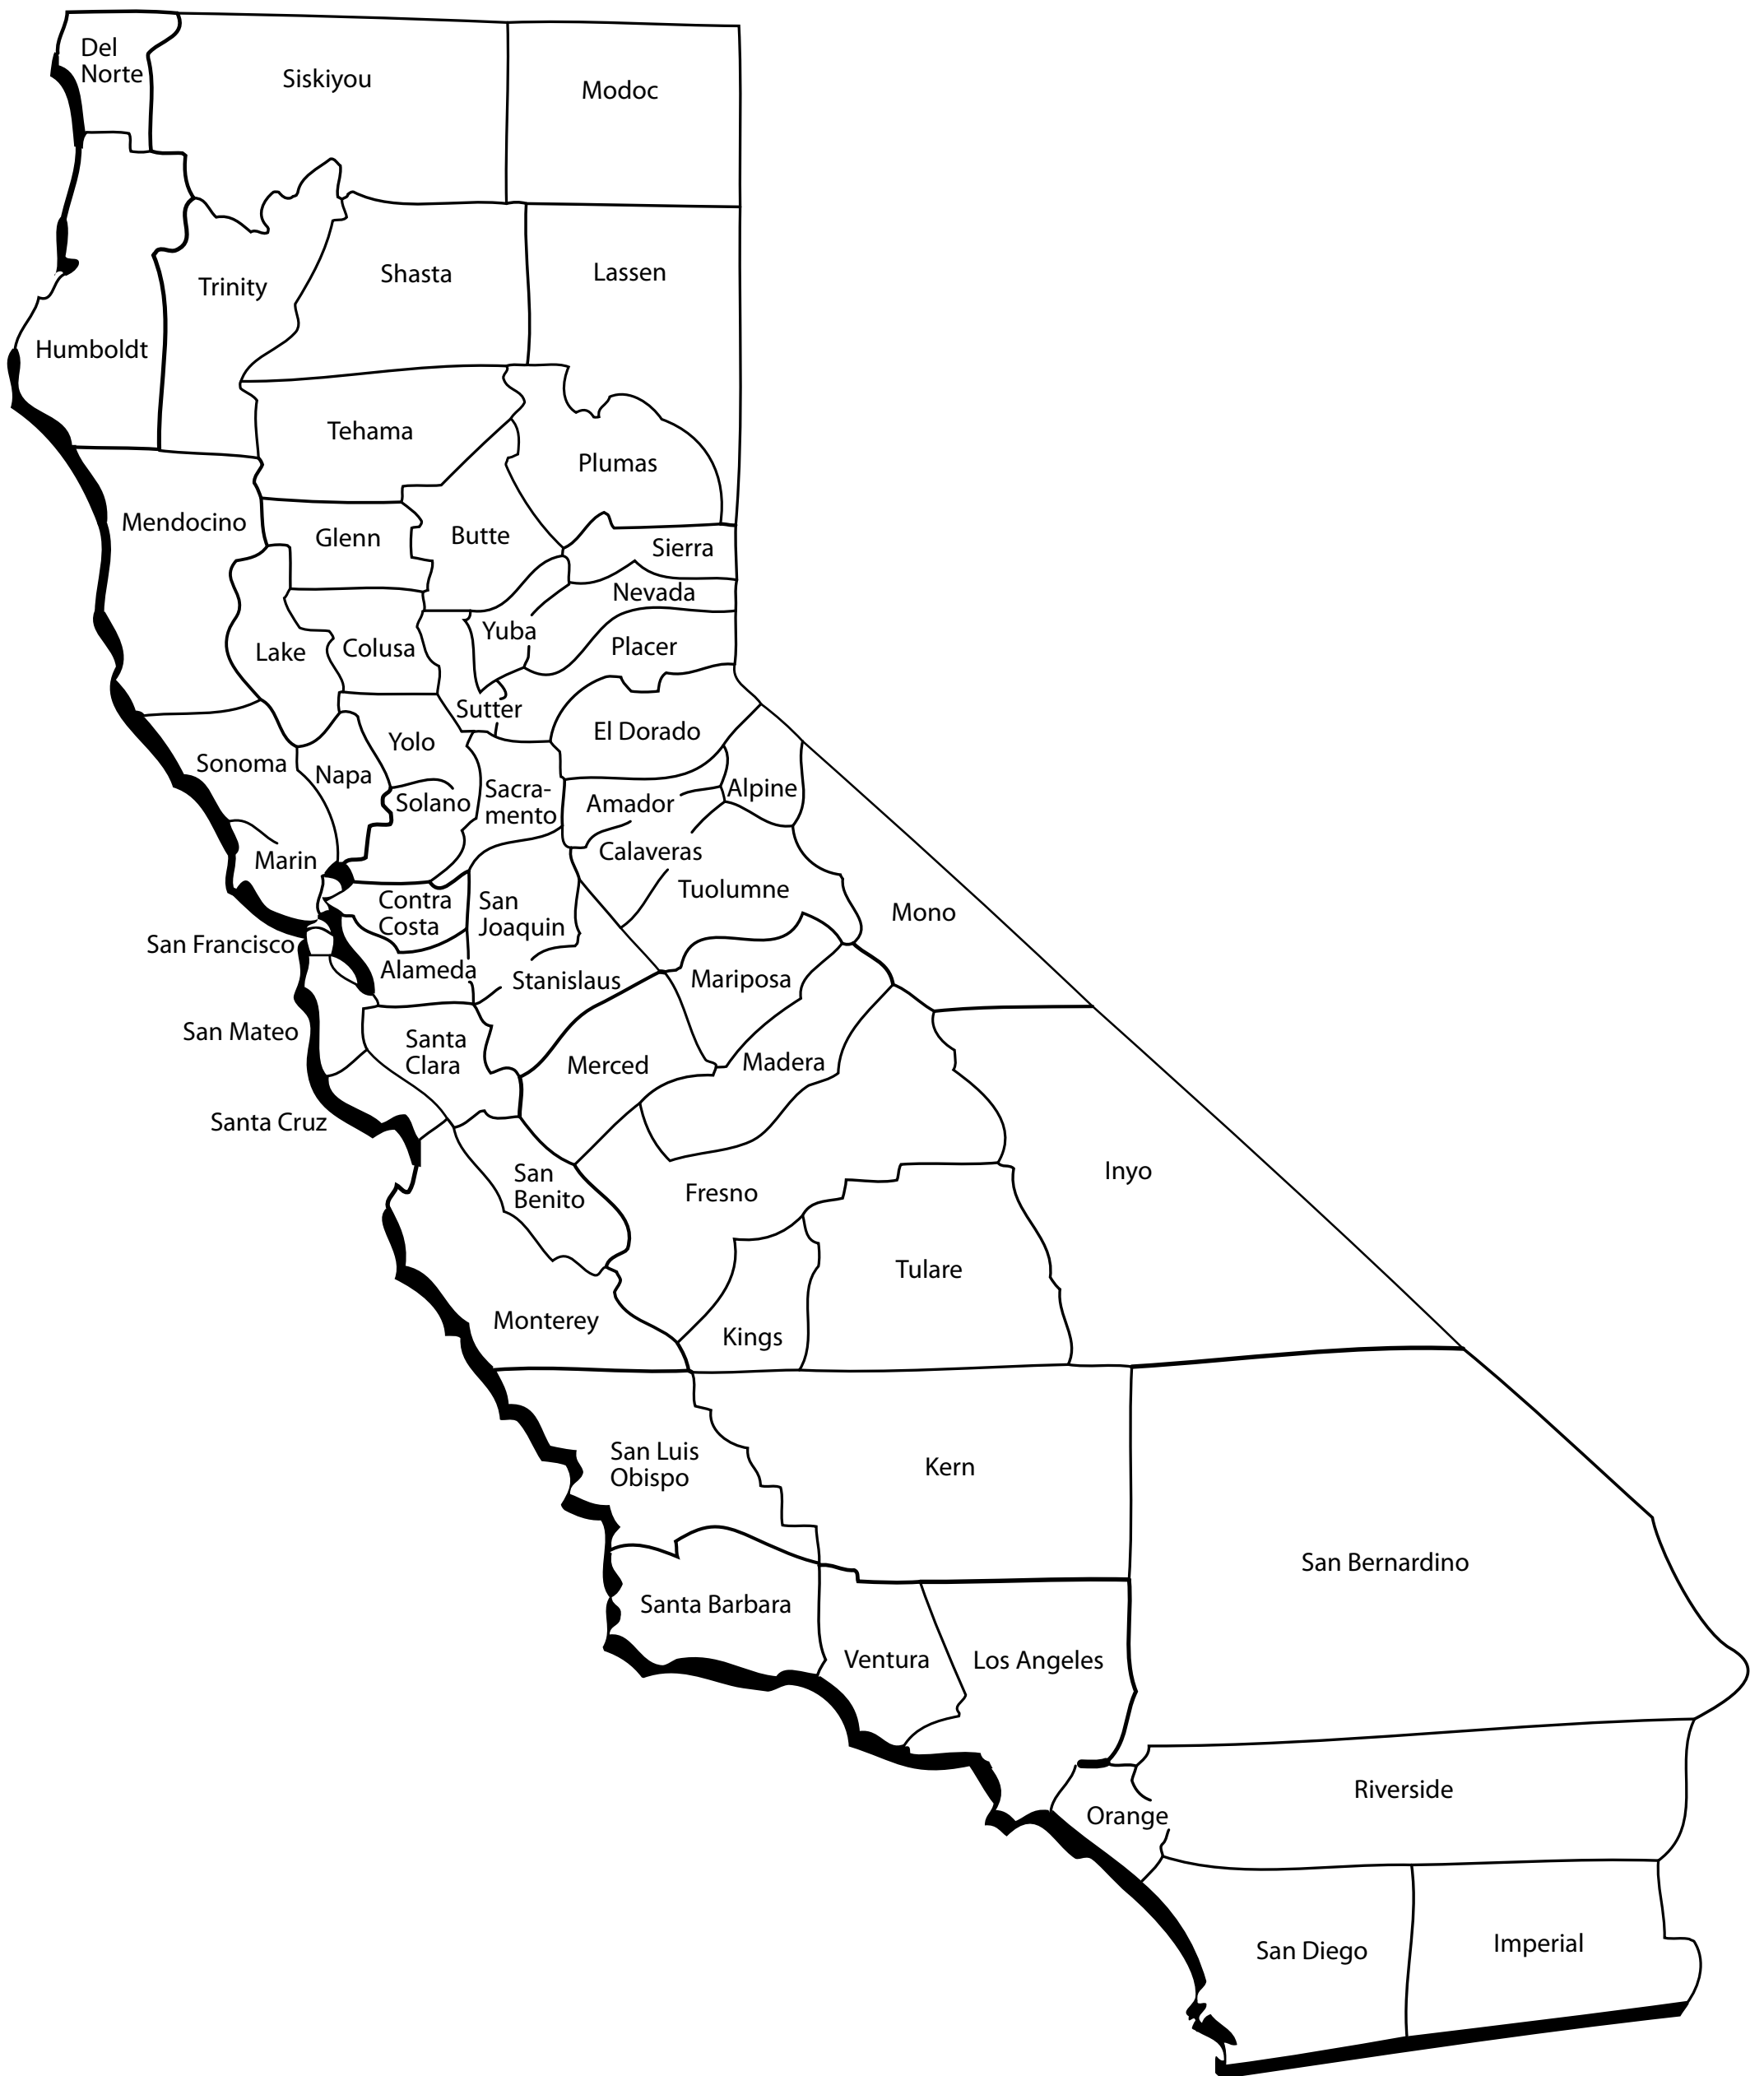 Del
Norte
Siskiyou
Modoc
Trinity
Shasta
Lassen
Humboldt
Tehama
Plumas
Mendocino
Glenn
Butte
Sierra
Nevada
Yuba
Placer
Lake
Colusa
Sutter
El Dorado
Yolo
Sonoma
Napa
Solano
Sacra-
mento
Amador
Alpine
Marin
Calaveras
Tuolumne
Contra
Costa
San
Joaquin
Mono
San Francisco
Alameda
Stanislaus
Mariposa
San Mateo
Santa
Clara
Merced
Madera
Santa Cruz
San
Benito
Fresno
Inyo
Tulare
Monterey
Kings
San Luis
Obispo
Kern
San Bernardino
Santa Barbara
Ventura
Los Angeles
Riverside
Orange
San Diego
Imperial